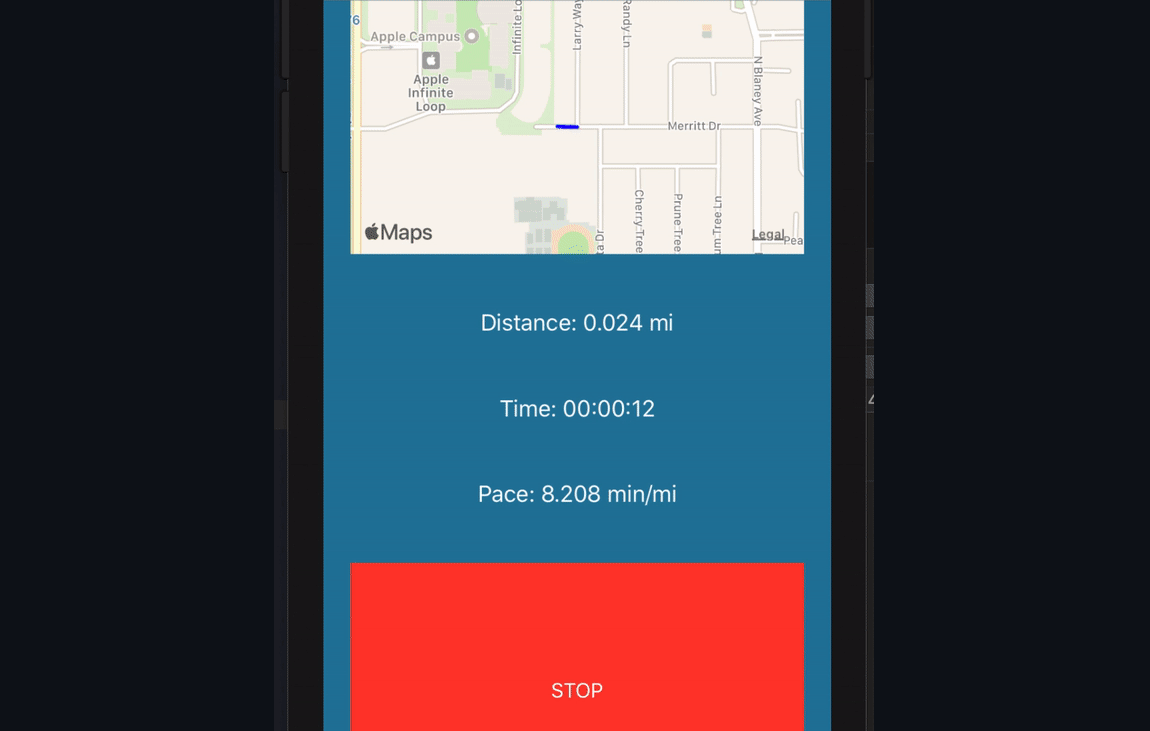 76
Apple Campus
Infinite Lo
Larry Way
Randy Ln
N Blaney Ave
Apple
Infinite
Loop
Merritt Dr
Cherry Tree
Prune Tree
um Tree Ln
ta Dr
Maps
Legal
Pea
Distance: 0.024 mi
Time: 00:00:12
Pace: 8.208 min/mi
STOP